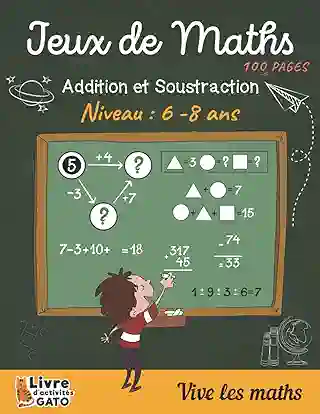 Jeux de Maths
100 PAGES
Addition et Soustraction
Niveau : 6 -8 ans
5 +4 ?
-3 +7
?
△=3 ○=? □=?
△+○=7
○+△+□=15
7-3+10+ =18
317
+ 45
- 74
=33
1:9:3:6=7
Livre
d'activités
GATO
Vive les maths